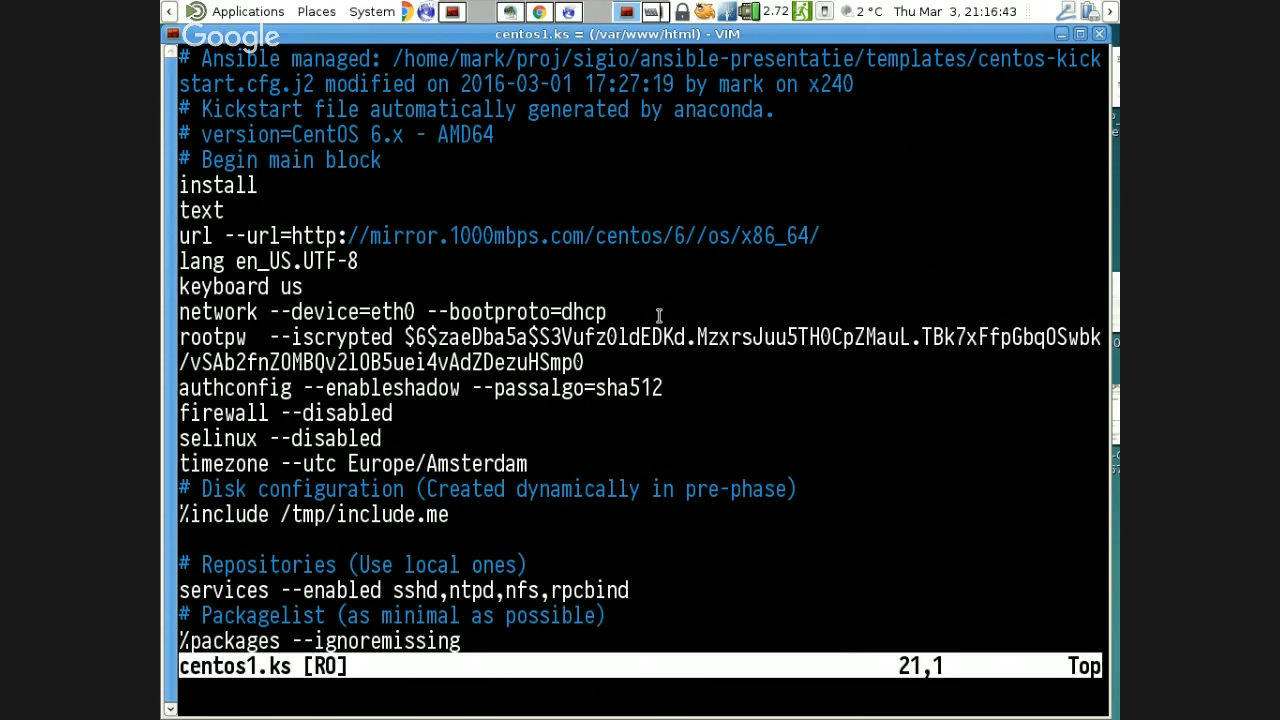 Applications Places System 2.72 2 °C Thu Mar 3, 21:16:43
Google
centos1.ks = (/var/www/html) - VIM
# Ansible managed: /home/mark/proj/sigio/ansible-presentatie/templates/centos-kick
start.cfg.j2 modified on 2016-03-01 17:27:19 by mark on x240
# Kickstart file automatically generated by anaconda.
# version=CentOS 6.x - AMD64
# Begin main block
install
text
url --url=http://mirror.1000mbps.com/centos/6//os/x86_64/
lang en_US.UTF-8
keyboard us
network --device=eth0 --bootproto=dhcp
rootpw  --iscrypted $6$zaeDba5a$S3Vufz0ldEDKd.MzxrsJuu5TH0CpZMauL.TBk7xFfpGbqOSwbk
/vSAb2fnZOMBQv2lOB5uei4vAdZDezuHSmp0
authconfig --enableshadow --passalgo=sha512
firewall --disabled
selinux --disabled
timezone --utc Europe/Amsterdam
# Disk configuration (Created dynamically in pre-phase)
%include /tmp/include.me
# Repositories (Use local ones)
services --enabled sshd,ntpd,nfs,rpcbind
# Packagelist (as minimal as possible)
%packages --ignoremissing
centos1.ks [RO] 21,1 Top